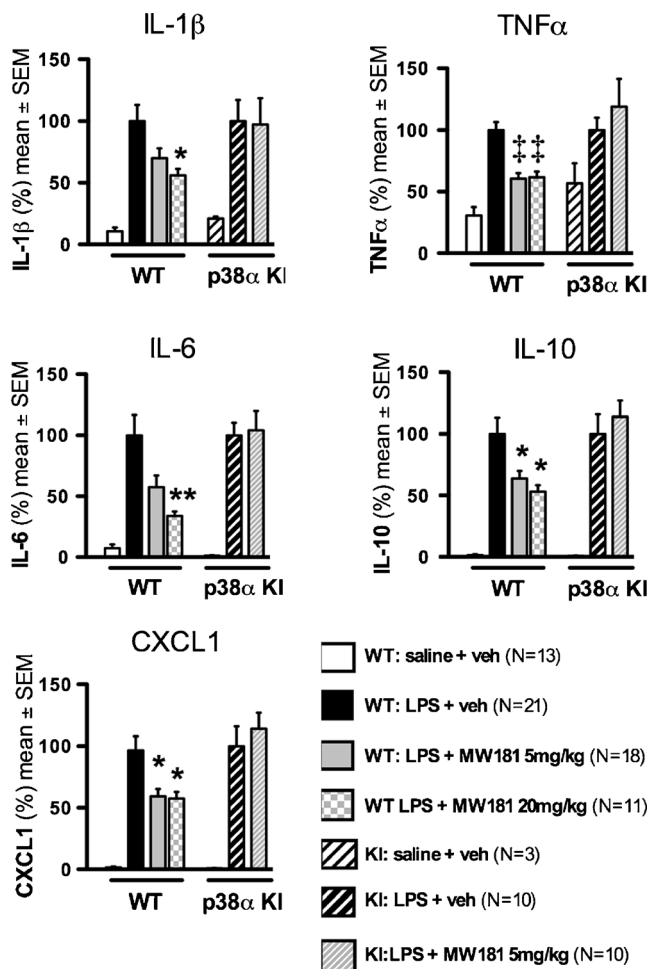 IL-1β
IL-1β (%) mean ± SEM
150
100
50
0
*
WT
p38α KI
TNFα
TNFα (%) mean ± SEM
150
100
50
0
‡‡
WT
p38α KI
IL-6
IL-6 (%) mean ± SEM
150
100
50
0
**
WT
p38α KI
IL-10
IL-10 (%) mean ± SEM
150
100
50
0
* *
WT
p38α KI
CXCL1
CXCL1 (%) mean ± SEM
150
100
50
0
* *
WT
p38α KI
WT: saline + veh (N=13)
WT: LPS + veh (N=21)
WT: LPS + MW181 5mg/kg (N=18)
WT LPS + MW181 20mg/kg (N=11)
KI: saline + veh (N=3)
KI: LPS + veh (N=10)
KI:LPS + MW181 5mg/kg (N=10)